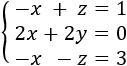 −x + z = 1
2x + 2y = 0
−x − z = 3